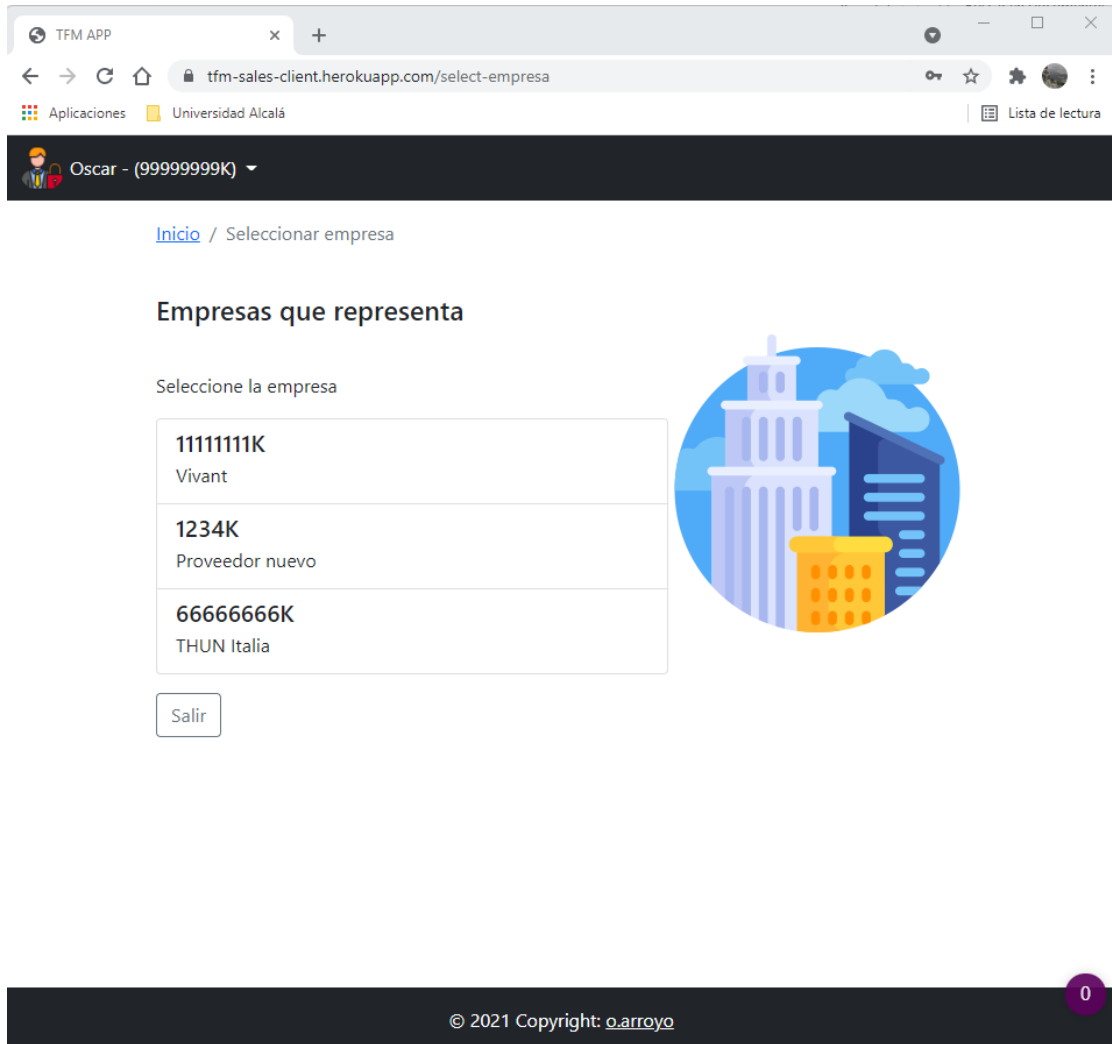 TFM APP
tfm-sales-client.herokuapp.com/select-empresa
Aplicaciones Universidad Alcalá Lista de lectura
Oscar - (99999999K)
Inicio / Seleccionar empresa
Empresas que representa
Seleccione la empresa
11111111K
Vivant
1234K
Proveedor nuevo
66666666K
THUN Italia
Salir
0
© 2021 Copyright: o.arroyo